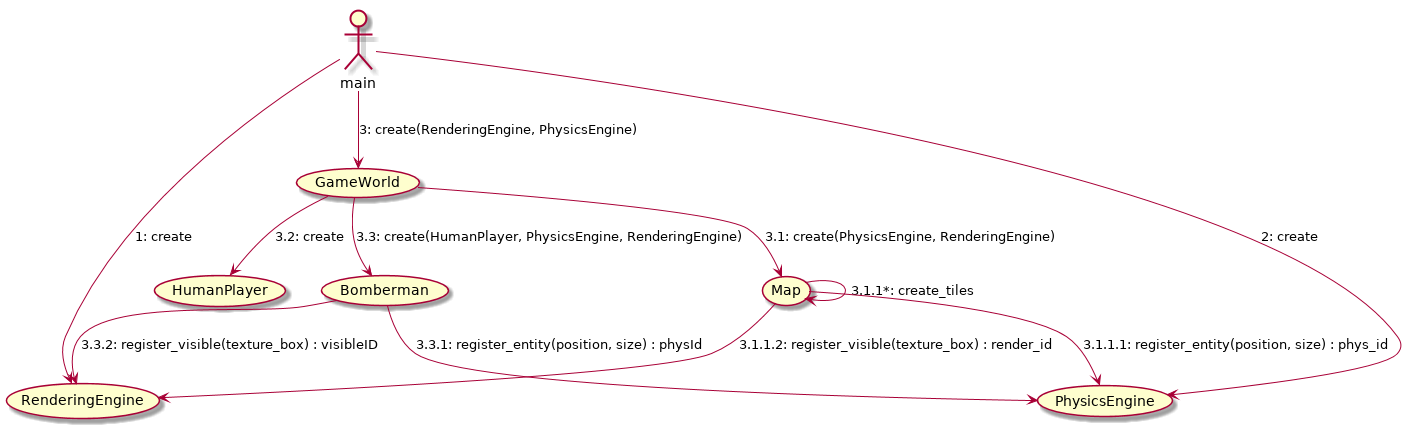 main
3: create(RenderingEngine, PhysicsEngine)
GameWorld
1: create
3.2: create
3.3: create(HumanPlayer, PhysicsEngine, RenderingEngine)
3.1: create(PhysicsEngine, RenderingEngine)
2: create
HumanPlayer
Bomberman
Map
3.1.1*: create_tiles
3.3.2: register_visible(texture_box) : visibleID
3.3.1: register_entity(position, size) : physId
3.1.1.2: register_visible(texture_box) : render_id
3.1.1.1: register_entity(position, size) : phys_id
RenderingEngine
PhysicsEngine